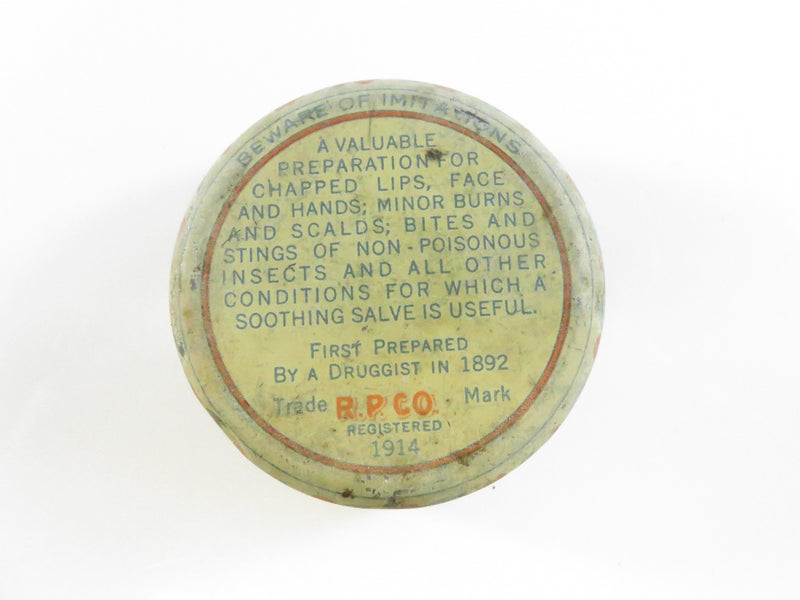 BEWARE OF IMITATIONS
A VALUABLE
PREPARATION FOR
CHAPPED LIPS, FACE
AND HANDS; MINOR BURNS
AND SCALDS; BITES AND
STINGS OF NON-POISONOUS
INSECTS AND ALL OTHER
CONDITIONS FOR WHICH A
SOOTHING SALVE IS USEFUL.
FIRST PREPARED
BY A DRUGGIST IN 1892
Trade R.P.CO. Mark
REGISTERED
1914